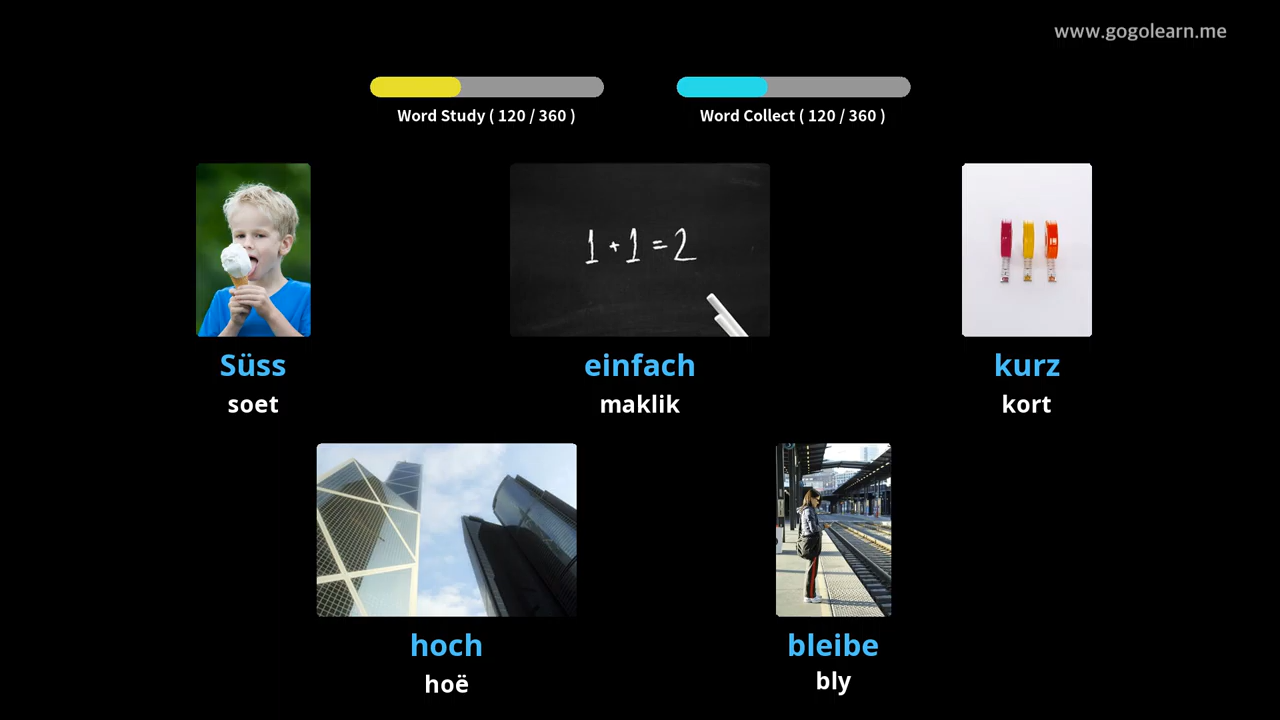 www.gogolearn.me
Word Study ( 120 / 360 )
Word Collect ( 120 / 360 )
1+1=2
Süss
einfach
kurz
soet
maklik
kort
hoch
bleibe
hoë
bly